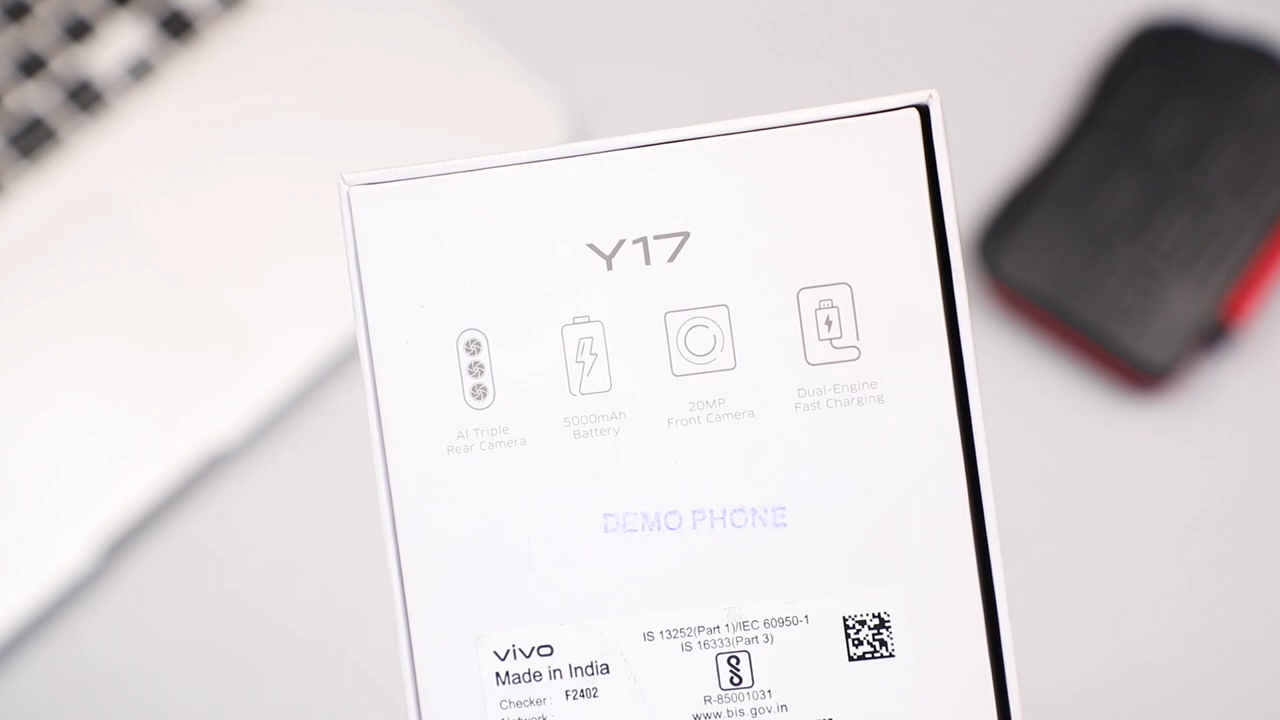 Y17
AI Triple
Rear Camera
5000mAh
Battery
20MP
Front Camera
Dual-Engine
Fast Charging
DEMO PHONE
vivo
Made in India
Checker : F2402
IS 13252(Part 1)/IEC 60950-1
IS 16333(Part 3)
R-85001031
www.bis.gov.in